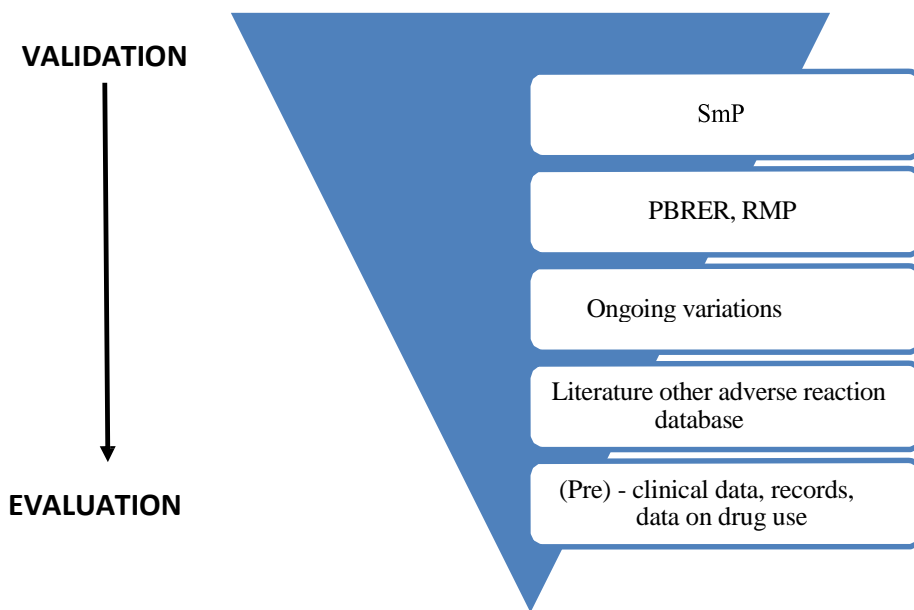 VALIDATION
SmP
PBRER, RMP
Ongoing variations
Literature other adverse reaction
database
(Pre) - clinical data, records,
data on drug use
EVALUATION